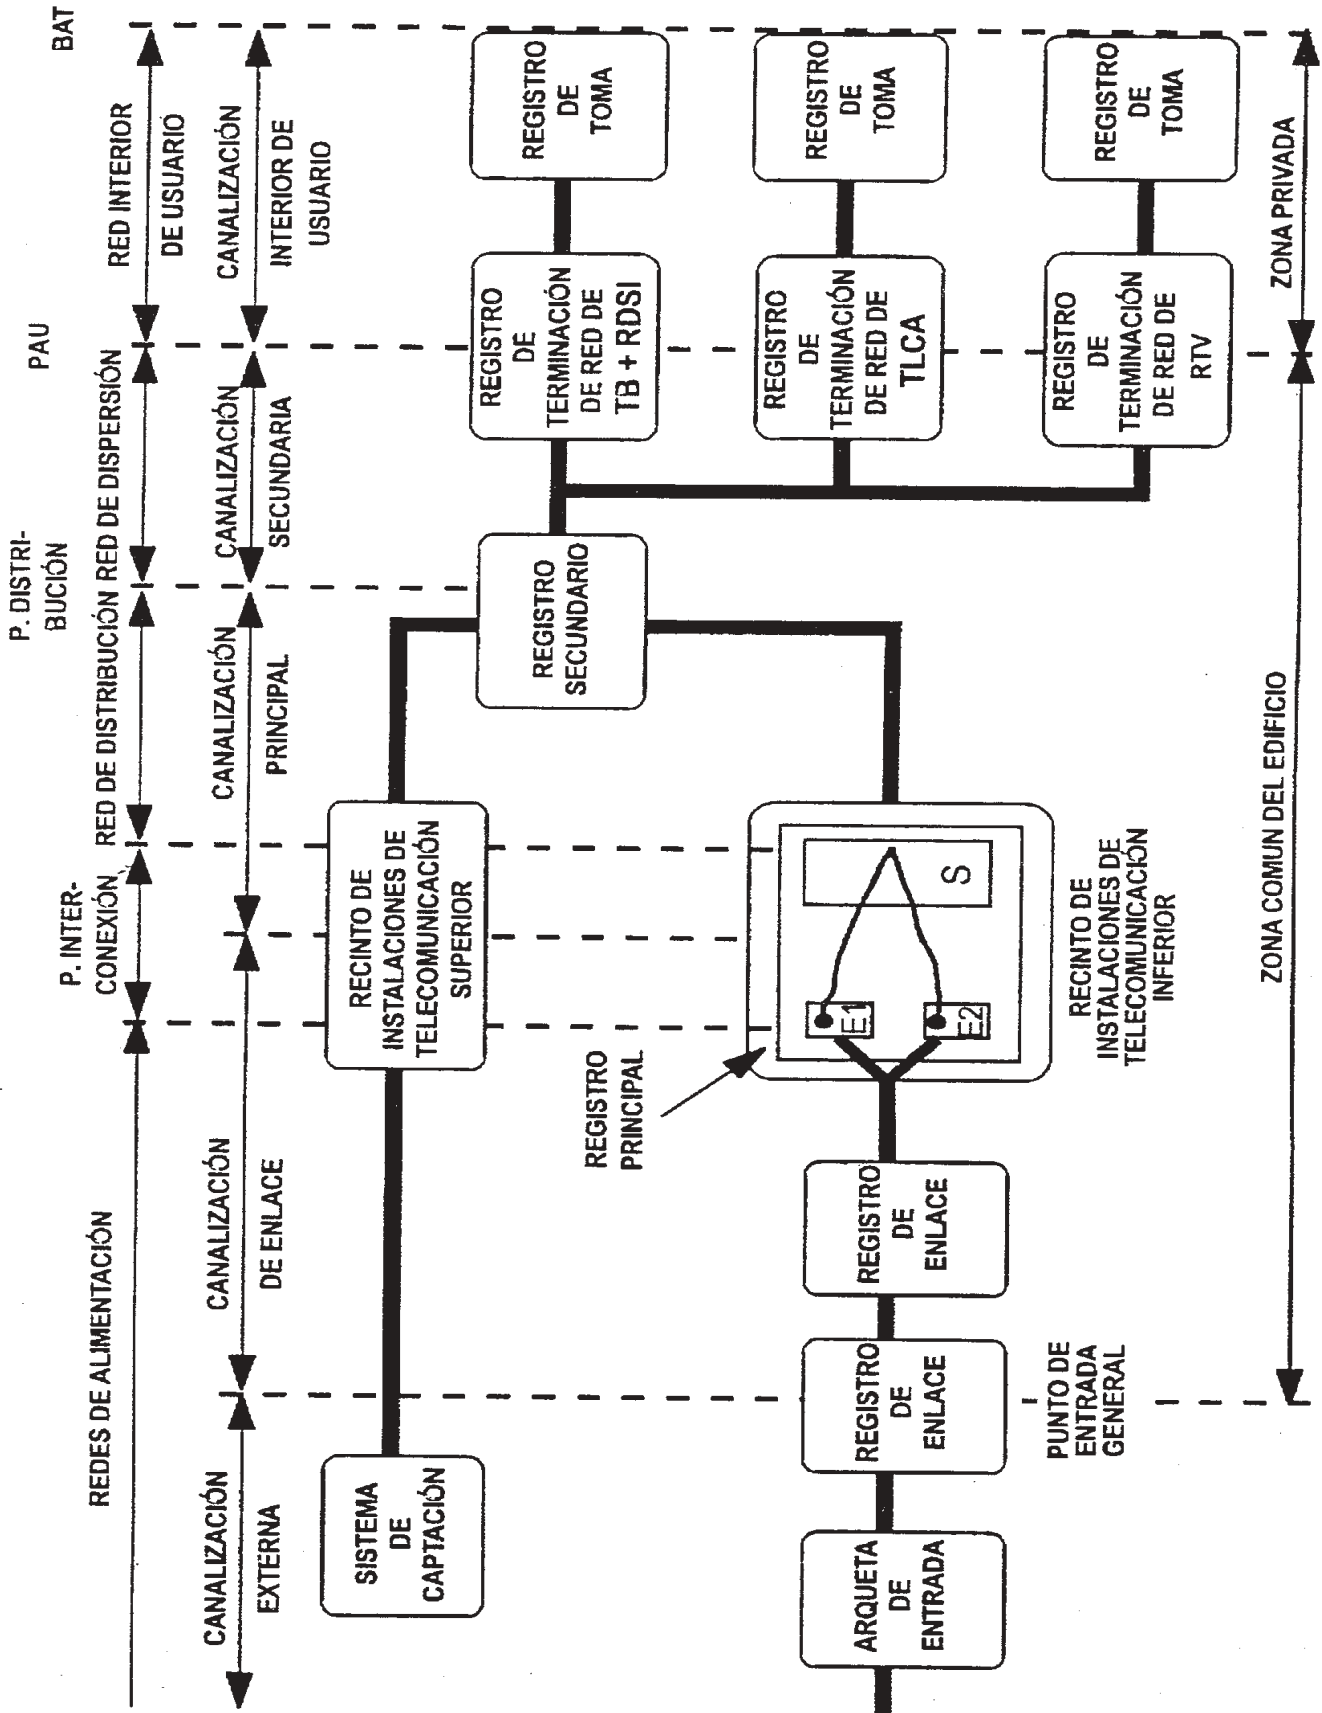 P. INTER-
CONEXIÓN
P. DISTRI-
BUCIÓN
PAU
BAT
REDES DE ALIMENTACIÓN
RED DE DISTRIBUCIÓN
RED DE DISPERSIÓN
RED INTERIOR
DE USUARIO
CANALIZACIÓN
EXTERNA
CANALIZACIÓN
DE ENLACE
CANALIZACIÓN
PRINCIPAL
CANALIZACIÓN
SECUNDARIA
CANALIZACIÓN
INTERIOR DE
USUARIO
SISTEMA
DE
CAPTACIÓN
RECINTO DE
INSTALACIONES DE
TELECOMUNICACIÓN
SUPERIOR
REGISTRO
SECUNDARIO
REGISTRO
DE
TERMINACIÓN
DE RED DE
TB + RDSI
REGISTRO
DE
TOMA
REGISTRO
DE
TERMINACIÓN
DE RED DE
TLCA
REGISTRO
DE
TOMA
REGISTRO
DE
TERMINACIÓN
DE RED DE
RTV
REGISTRO
DE
TOMA
REGISTRO
PRINCIPAL
E1
E2
S
ARQUETA
DE
ENTRADA
REGISTRO
DE
ENLACE
REGISTRO
DE
ENLACE
RECINTO DE
INSTALACIONES DE
TELECOMUNICACIÓN
INFERIOR
PUNTO DE
ENTRADA
GENERAL
ZONA COMUN DEL EDIFICIO
ZONA PRIVADA